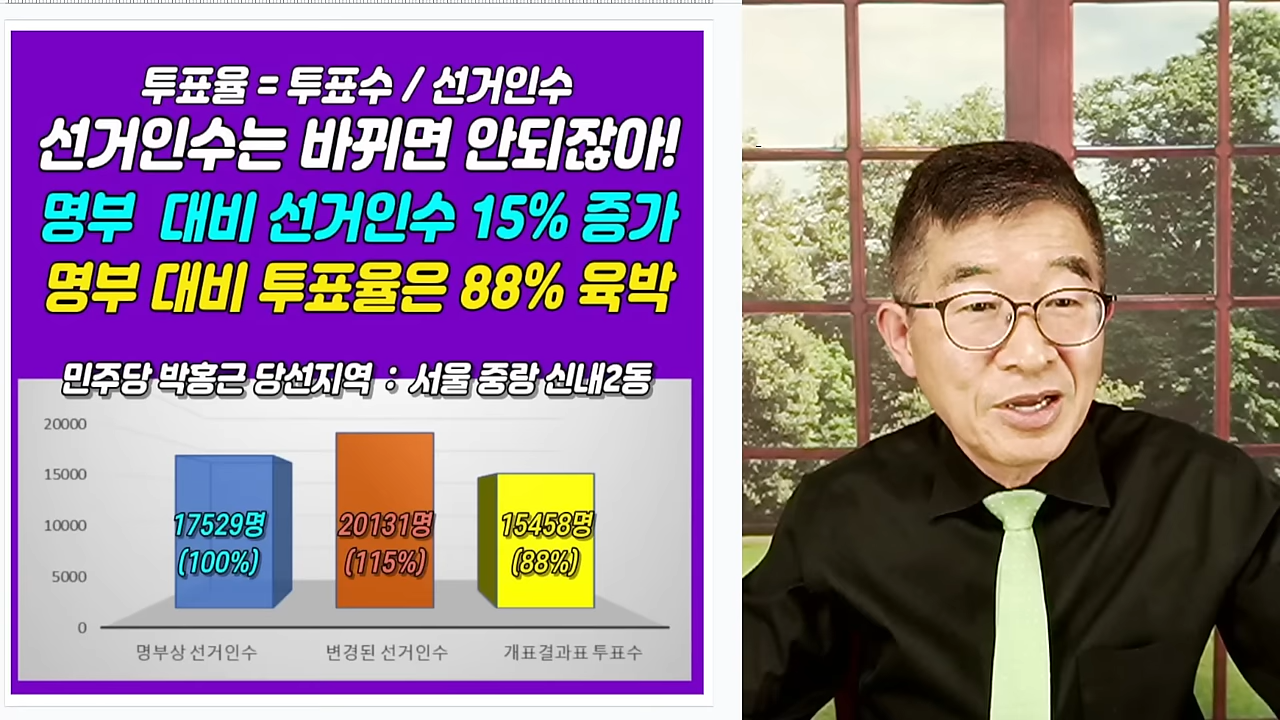 투표율 = 투표수 / 선거인수
선거인수는 바뀌면 안되잖아!
명부 대비 선거인수 15% 증가
명부 대비 투표율은 88% 육박
민주당 박홍근 당선지역 : 서울 중랑 신내2동
20000
15000
10000
5000
0
17529명
(100%)
20131명
(115%)
15458명
(88%)
명부상 선거인수
변경된 선거인수
개표결과표 투표수